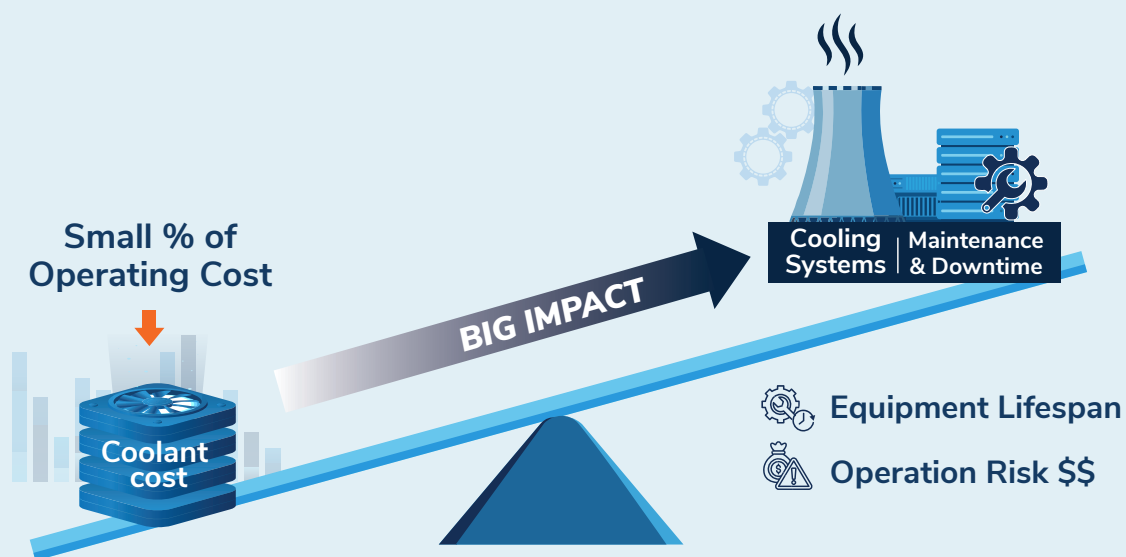 Small % of
Operating Cost
Coolant
cost
BIG IMPACT
Cooling
Systems
Maintenance
& Downtime
Equipment Lifespan
Operation Risk $$